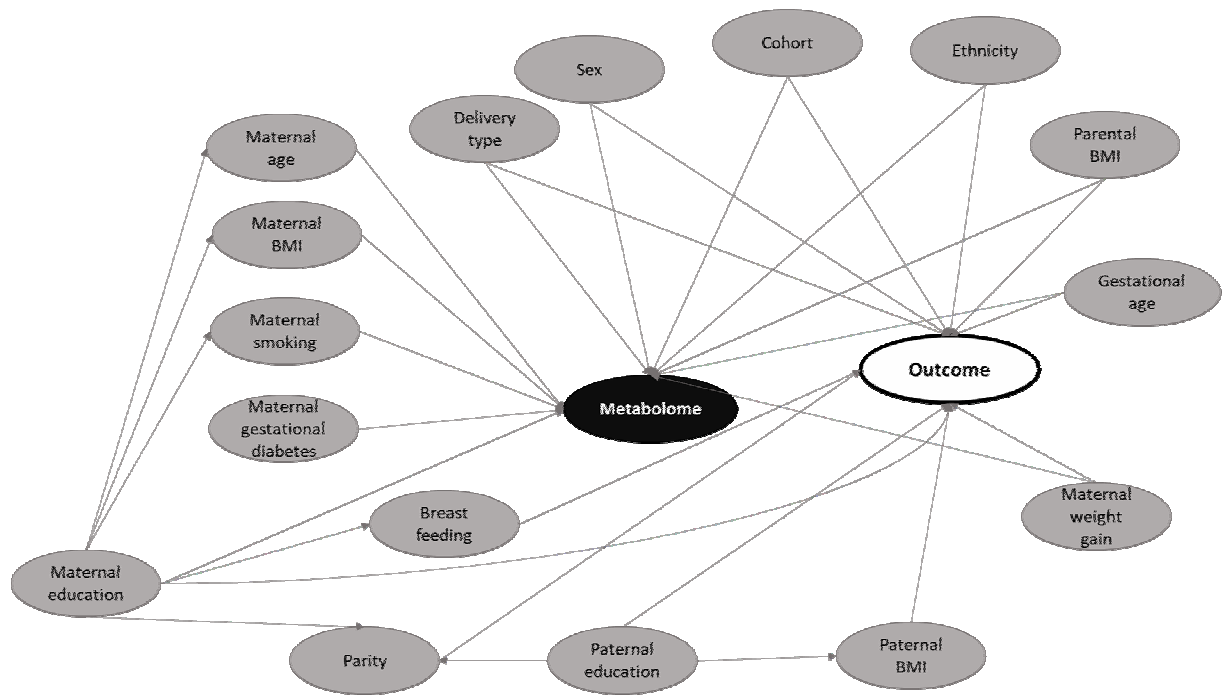 Cohort
Ethnicity
Sex
Delivery
type
Maternal
age
Parental
BMI
Maternal
BMI
Gestational
age
Maternal
smoking
Outcome
Metabolome
Maternal
gestational
diabetes
Breast
feeding
Maternal
weight
gain
Maternal
education
Parity
Paternal
education
Paternal
BMI